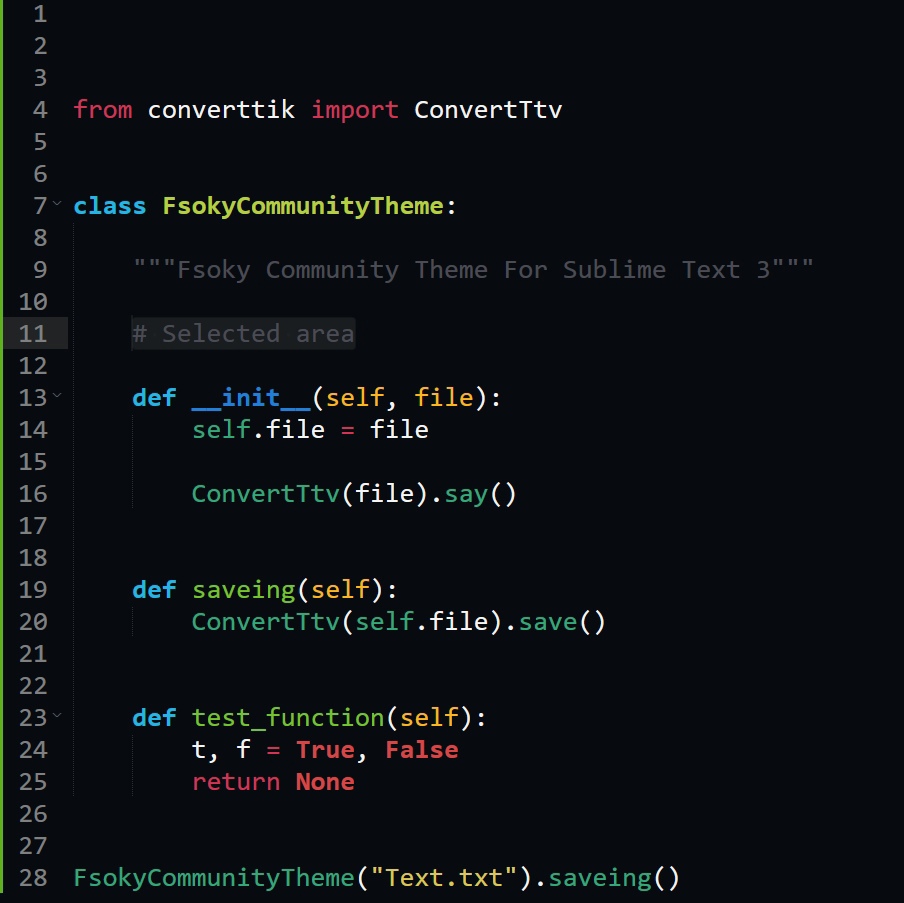 1
2
3
4 from converttik import ConvertTtv
5
6
7 class FsokyCommunityTheme:
8
9     """Fsoky Community Theme For Sublime Text 3"""
10
11     # Selected area
12
13     def __init__(self, file):
14         self.file = file
15
16         ConvertTtv(file).say()
17
18
19     def saveing(self):
20         ConvertTtv(self.file).save()
21
22
23     def test_function(self):
24         t, f = True, False
25         return None
26
27
28 FsokyCommunityTheme("Text.txt").saveing()